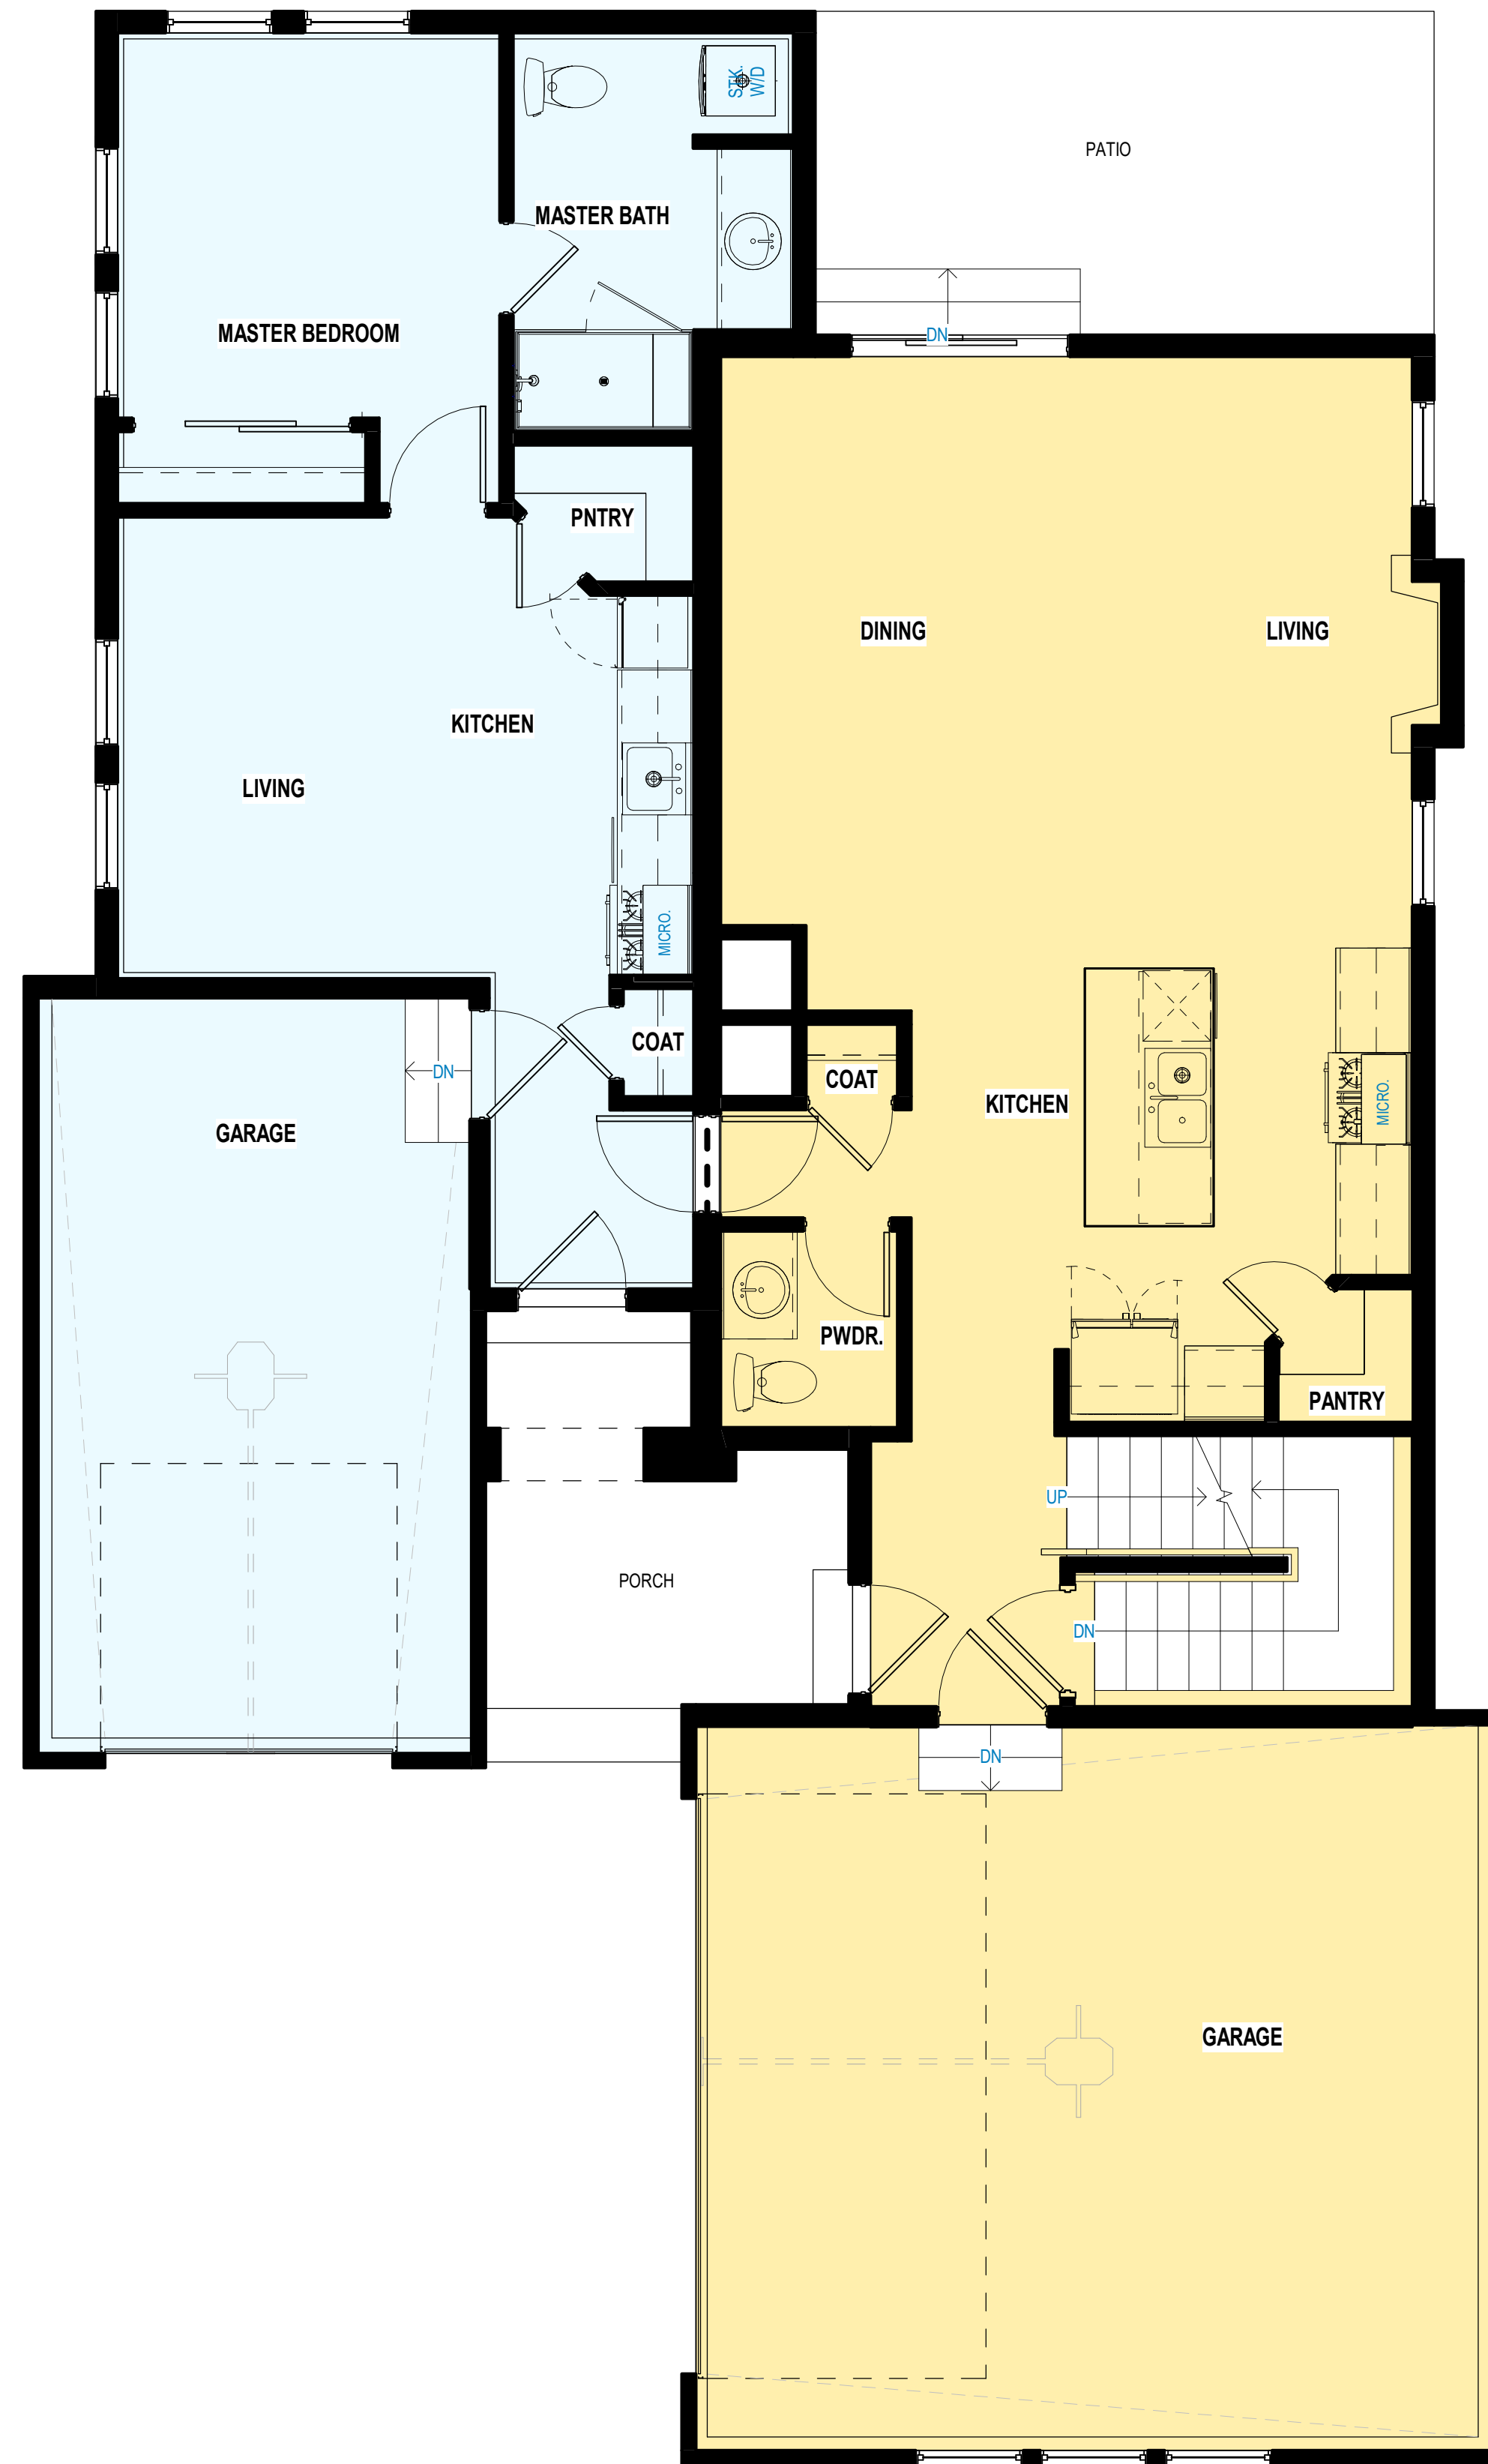 STK.
W/D
PATIO
MASTER BATH
MASTER BEDROOM
DN
PNTRY
DINING
LIVING
KITCHEN
LIVING
MICRO.
COAT
DN
COAT
KITCHEN
MICRO.
GARAGE
PWDR.
PANTRY
UP
PORCH
DN
DN
GARAGE